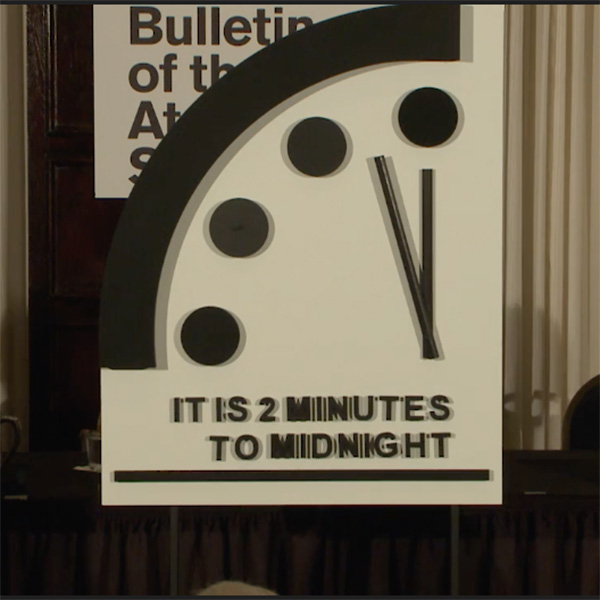 Bulletin
of th
At
S
IT IS 2 MINUTES
TO MIDNIGHT